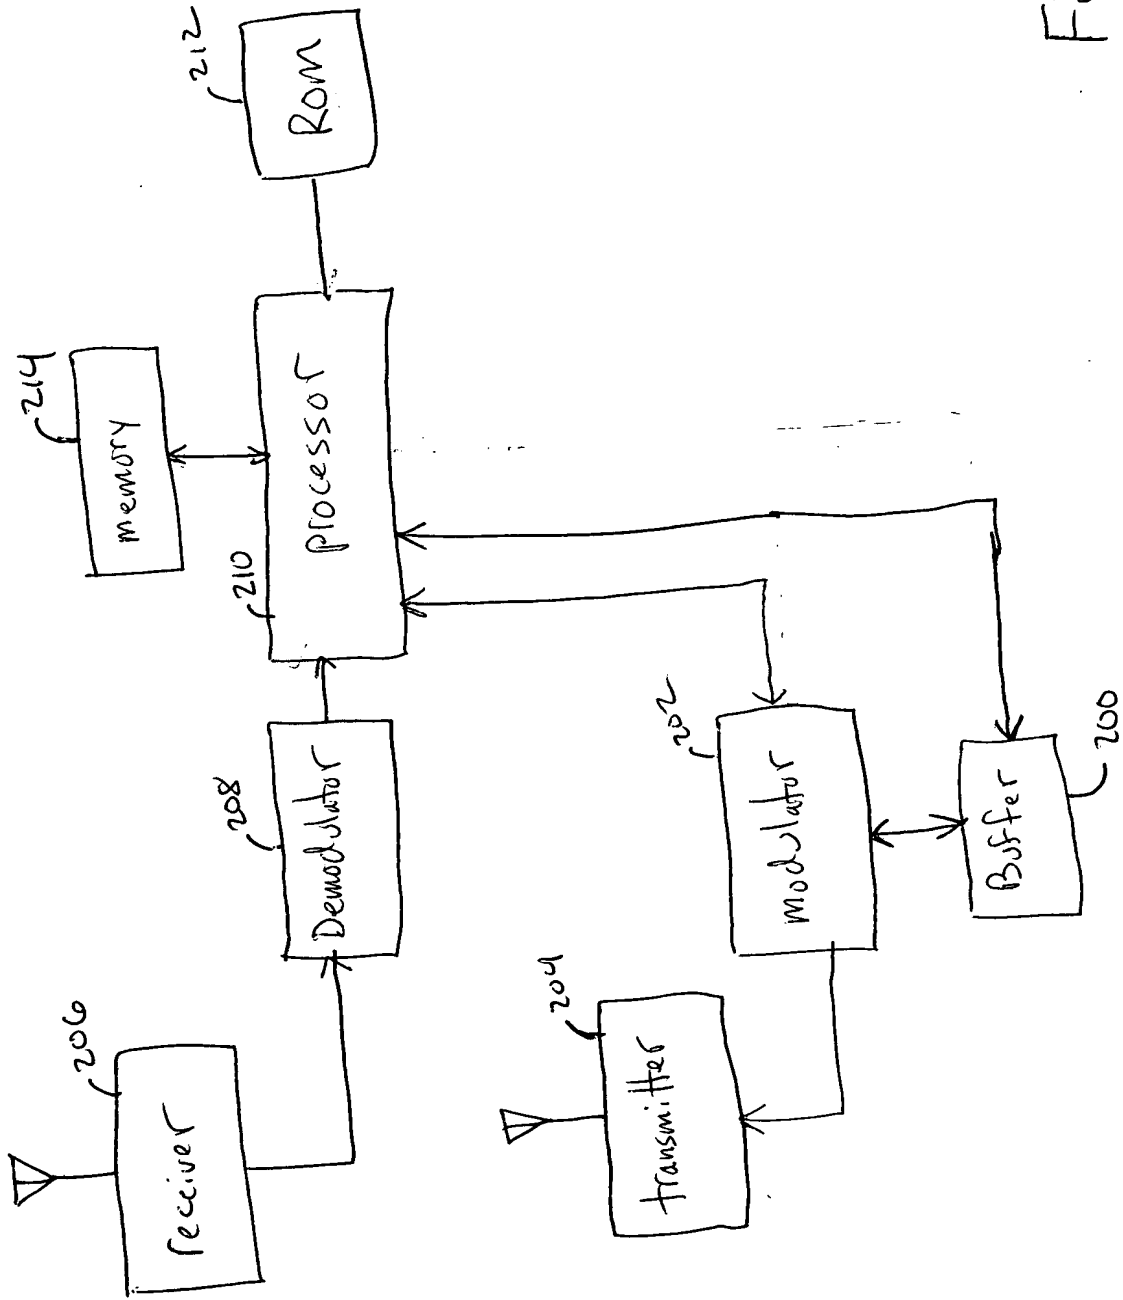 214
206
memory
receiver
212
208
210
Rom
Demodulator
processor
204
transmitter
202
modulator
Buffer
200